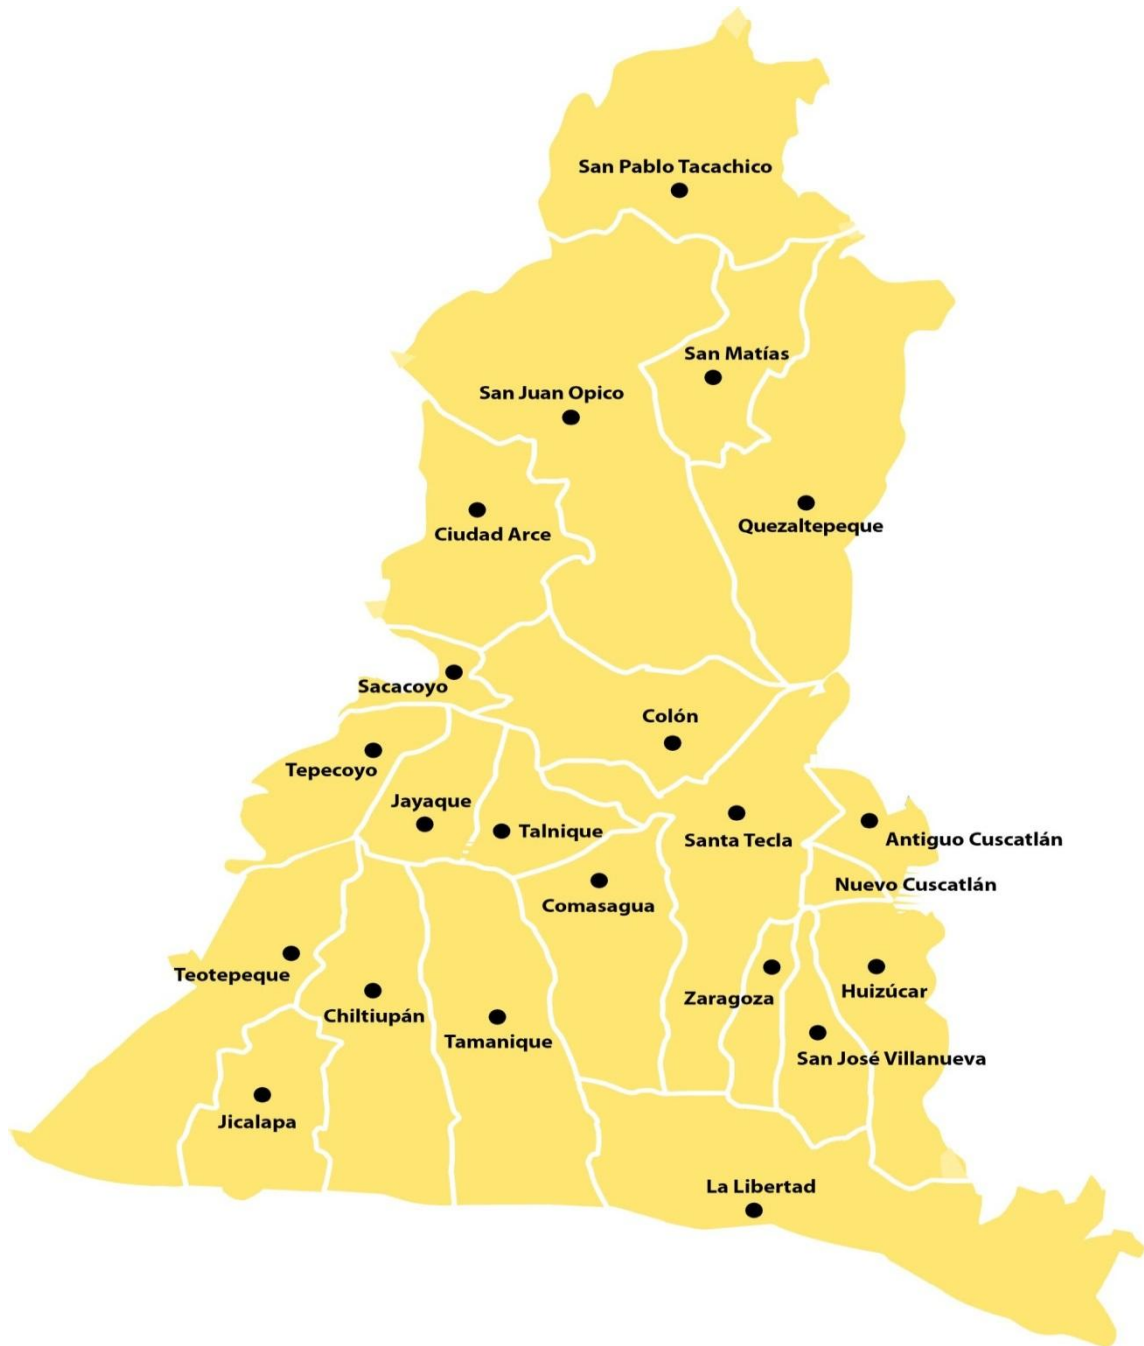 San Pablo Tacachico
San Matías
San Juan Opico
Quezaltepeque
Ciudad Arce
Sacacoyo
Colón
Tepecoyo
Jayaque
Talnique
Santa Tecla
Antiguo Cuscatlán
Nuevo Cuscatlán
Comasagua
Teotepeque
Zaragoza
Huizúcar
Chiltiupán
Tamanique
San José Villanueva
Jicalapa
La Libertad